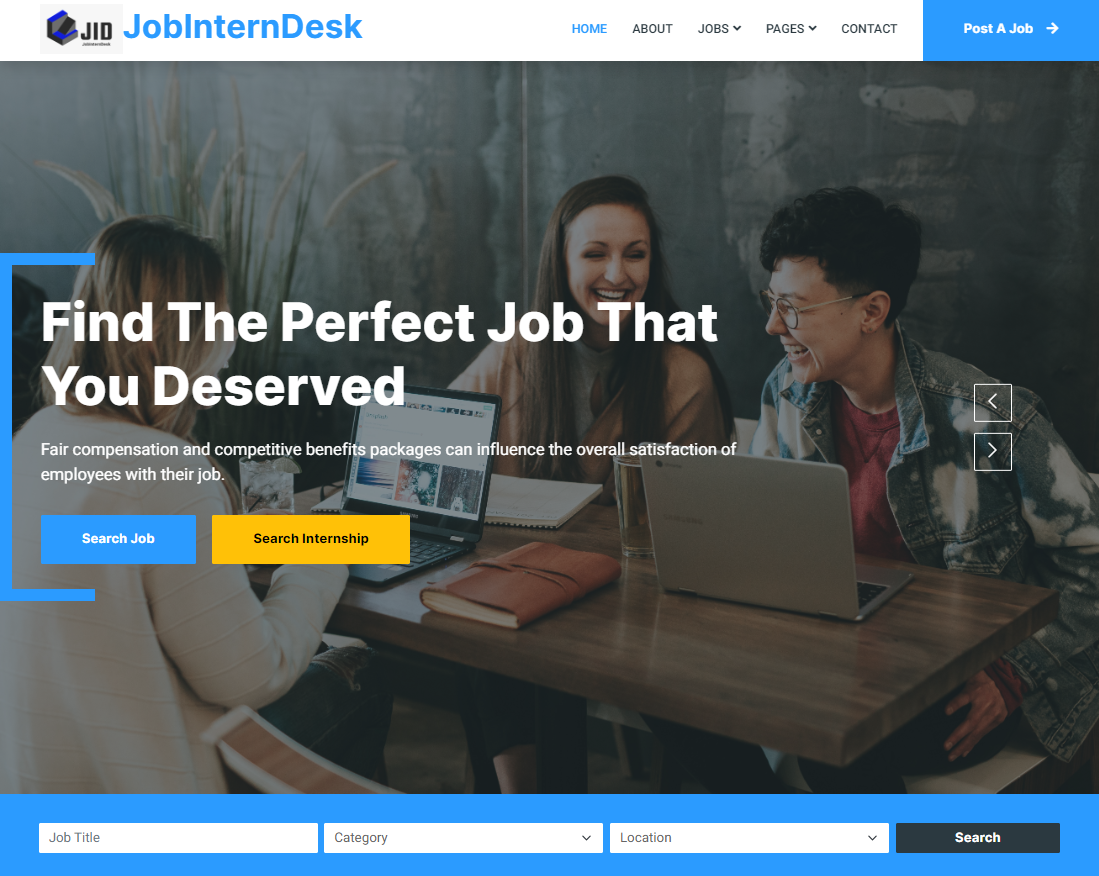 JID
JobInternDesk
JobInternDesk
HOME
ABOUT
JOBS
PAGES
CONTACT
Post A Job
Find The Perfect Job That
You Deserved
Fair compensation and competitive benefits packages can influence the overall satisfaction of
employees with their job.
Search Job
Search Internship
SAMSUNG
Job Title
Category
Location
Search